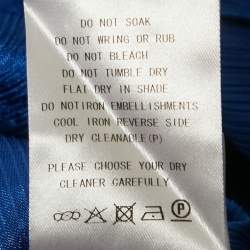 DO NOT SOAK
DO NOT WRING OR RUB
DO NOT BLEACH
DO NOT TUMBLE DRY
FLAT DRY IN SHADE
DO NOTIRON EMBELLISHMENTS
COOL IRON REVERSE SIDE
DRY CLEANABLE(P)
PLEASE CHOOSE YOUR DRY
CLEANER CAREFULLY
P